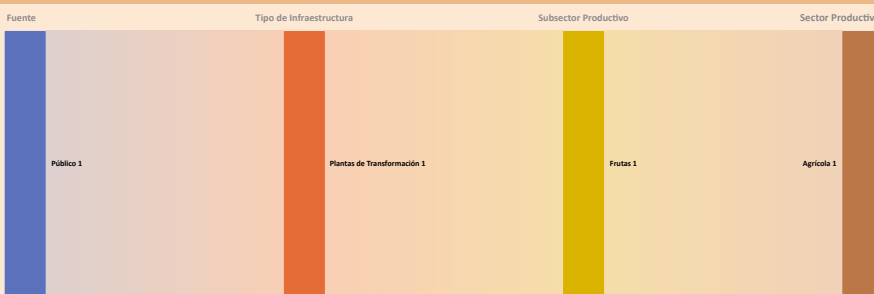 Fuente
Tipo de Infraestructura
Subsector Productivo
Sector Productiv
Público 1
Plantas de Transformación 1
Frutas 1
Agrícola 1